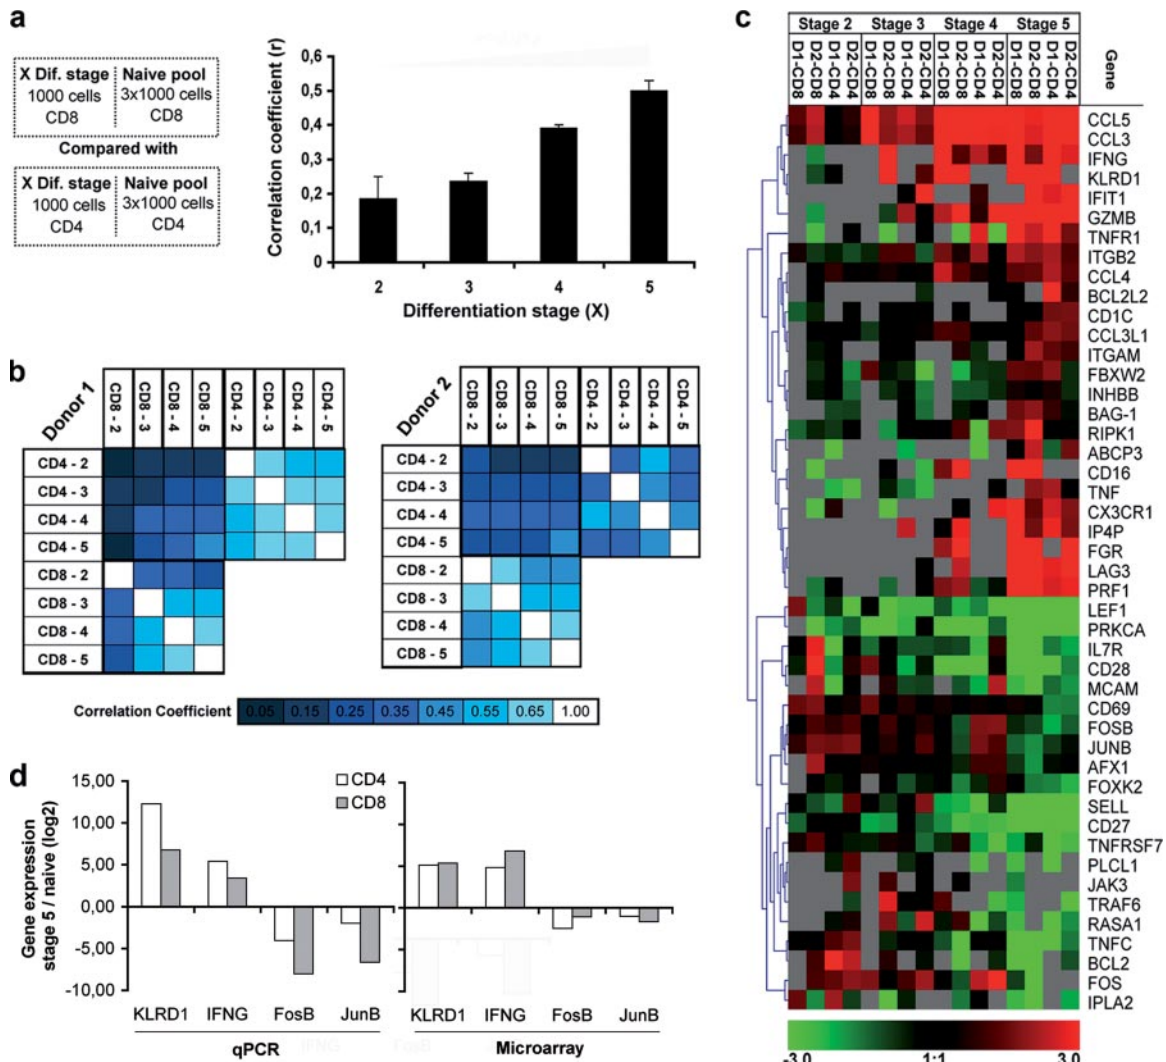 a
X Dif. stage
1000 cells
CD8
Naive pool
3x1000 cells
CD8
Compared with
X Dif. stage
1000 cells
CD4
Naive pool
3x1000 cells
CD4
Correlation coefficient (r)
0,6
0,5
0,4
0,3
0,2
0,1
0
2 3 4 5
Differentiation stage (X)
b
Donor 1
CD8 - 2
CD8 - 3
CD8 - 4
CD8 - 5
CD4 - 2
CD4 - 3
CD4 - 4
CD4 - 5
CD4 - 2
CD4 - 3
CD4 - 4
CD4 - 5
CD8 - 2
CD8 - 3
CD8 - 4
CD8 - 5
Donor 2
CD8 - 2
CD8 - 3
CD8 - 4
CD8 - 5
CD4 - 2
CD4 - 3
CD4 - 4
CD4 - 5
CD4 - 2
CD4 - 3
CD4 - 4
CD4 - 5
CD8 - 2
CD8 - 3
CD8 - 4
CD8 - 5
Correlation Coefficient 0.05 0.15 0.25 0.35 0.45 0.55 0.65 1.00
c
Stage 2 Stage 3 Stage 4 Stage 5
D1-CD8
D2-CD8
D1-CD4
D2-CD4
D1-CD8
D2-CD8
D1-CD4
D2-CD4
D1-CD8
D2-CD8
D1-CD4
D2-CD4
D1-CD8
D2-CD8
D1-CD4
D2-CD4
Gene
CCL5
CCL3
IFNG
KLRD1
IFIT1
GZMB
TNFR1
ITGB2
CCL4
BCL2L2
CD1C
CCL3L1
ITGAM
FBXW2
INHBB
BAG-1
RIPK1
ABCP3
CD16
TNF
CX3CR1
IP4P
FGR
LAG3
PRF1
LEF1
PRKCA
IL7R
CD28
MCAM
CD69
FOSB
JUNB
AFX1
FOXK2
SELL
CD27
TNFRSF7
PLCL1
JAK3
TRAF6
RASA1
TNFC
BCL2
FOS
IPLA2
-3.0 1:1 3.0
d
Gene expression
stage 5 / naive (log2)
15,00
10,00
5,00
0,00
-5,00
-10,00
CD4
CD8
KLRD1 IFNG FosB JunB
qPCR
KLRD1 IFNG FosB JunB
Microarray